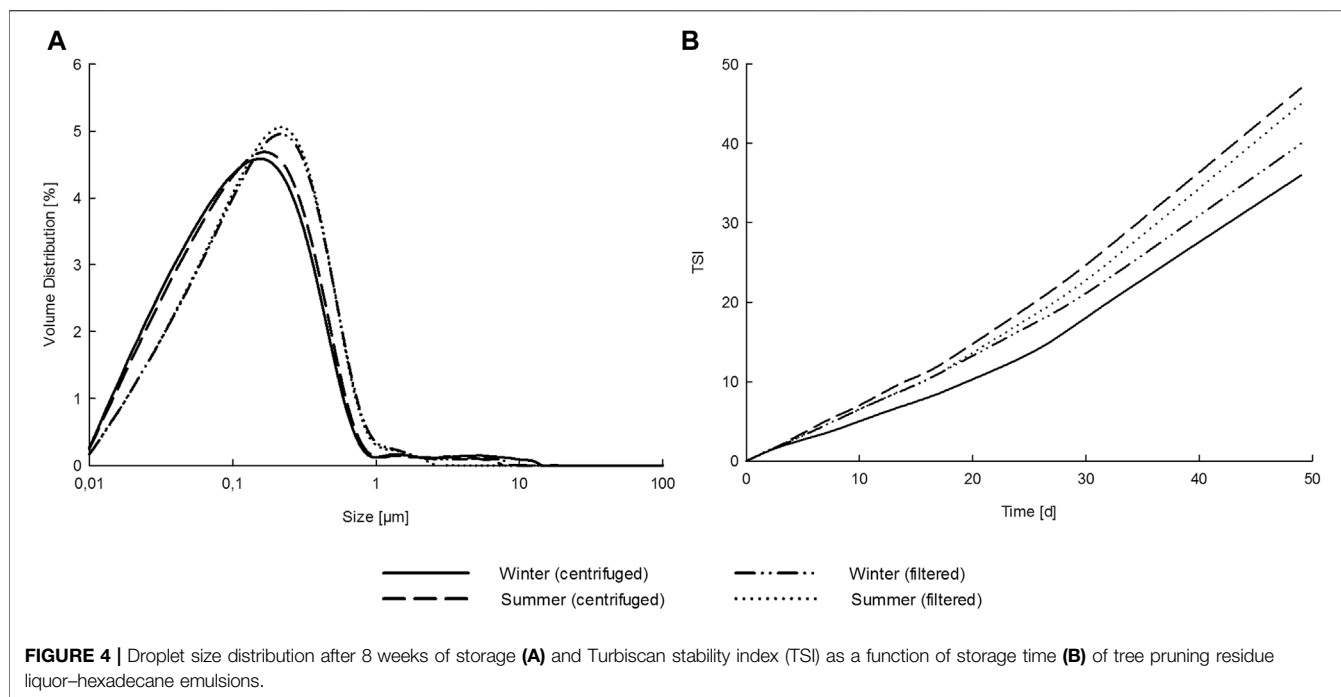 A
B
6
5
4
3
2
1
0
Volume Distribution [%]
0,01
0,1
1
10
100
Size [µm]
50
40
30
20
10
0
TSI
0
10
20
30
40
50
Time [d]
Winter (centrifuged)
Winter (filtered)
Summer (centrifuged)
Summer (filtered)
FIGURE 4 | Droplet size distribution after 8 weeks of storage (A) and Turbiscan stability index (TSI) as a function of storage time (B) of tree pruning residue
liquor–hexadecane emulsions.